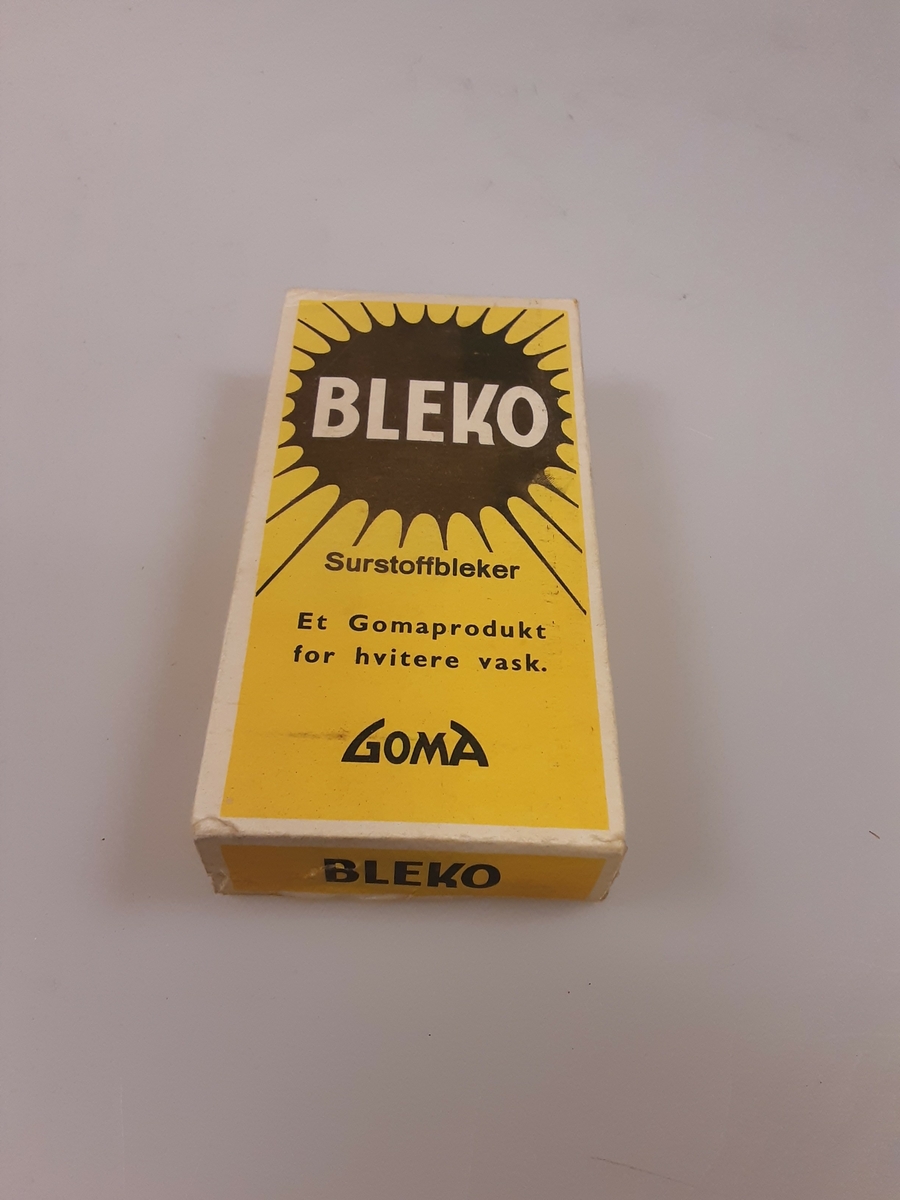 BLEKO
Surstoffbleker
Et Gomaprodukt
for hvitere vask.
GOMA
BLEKO